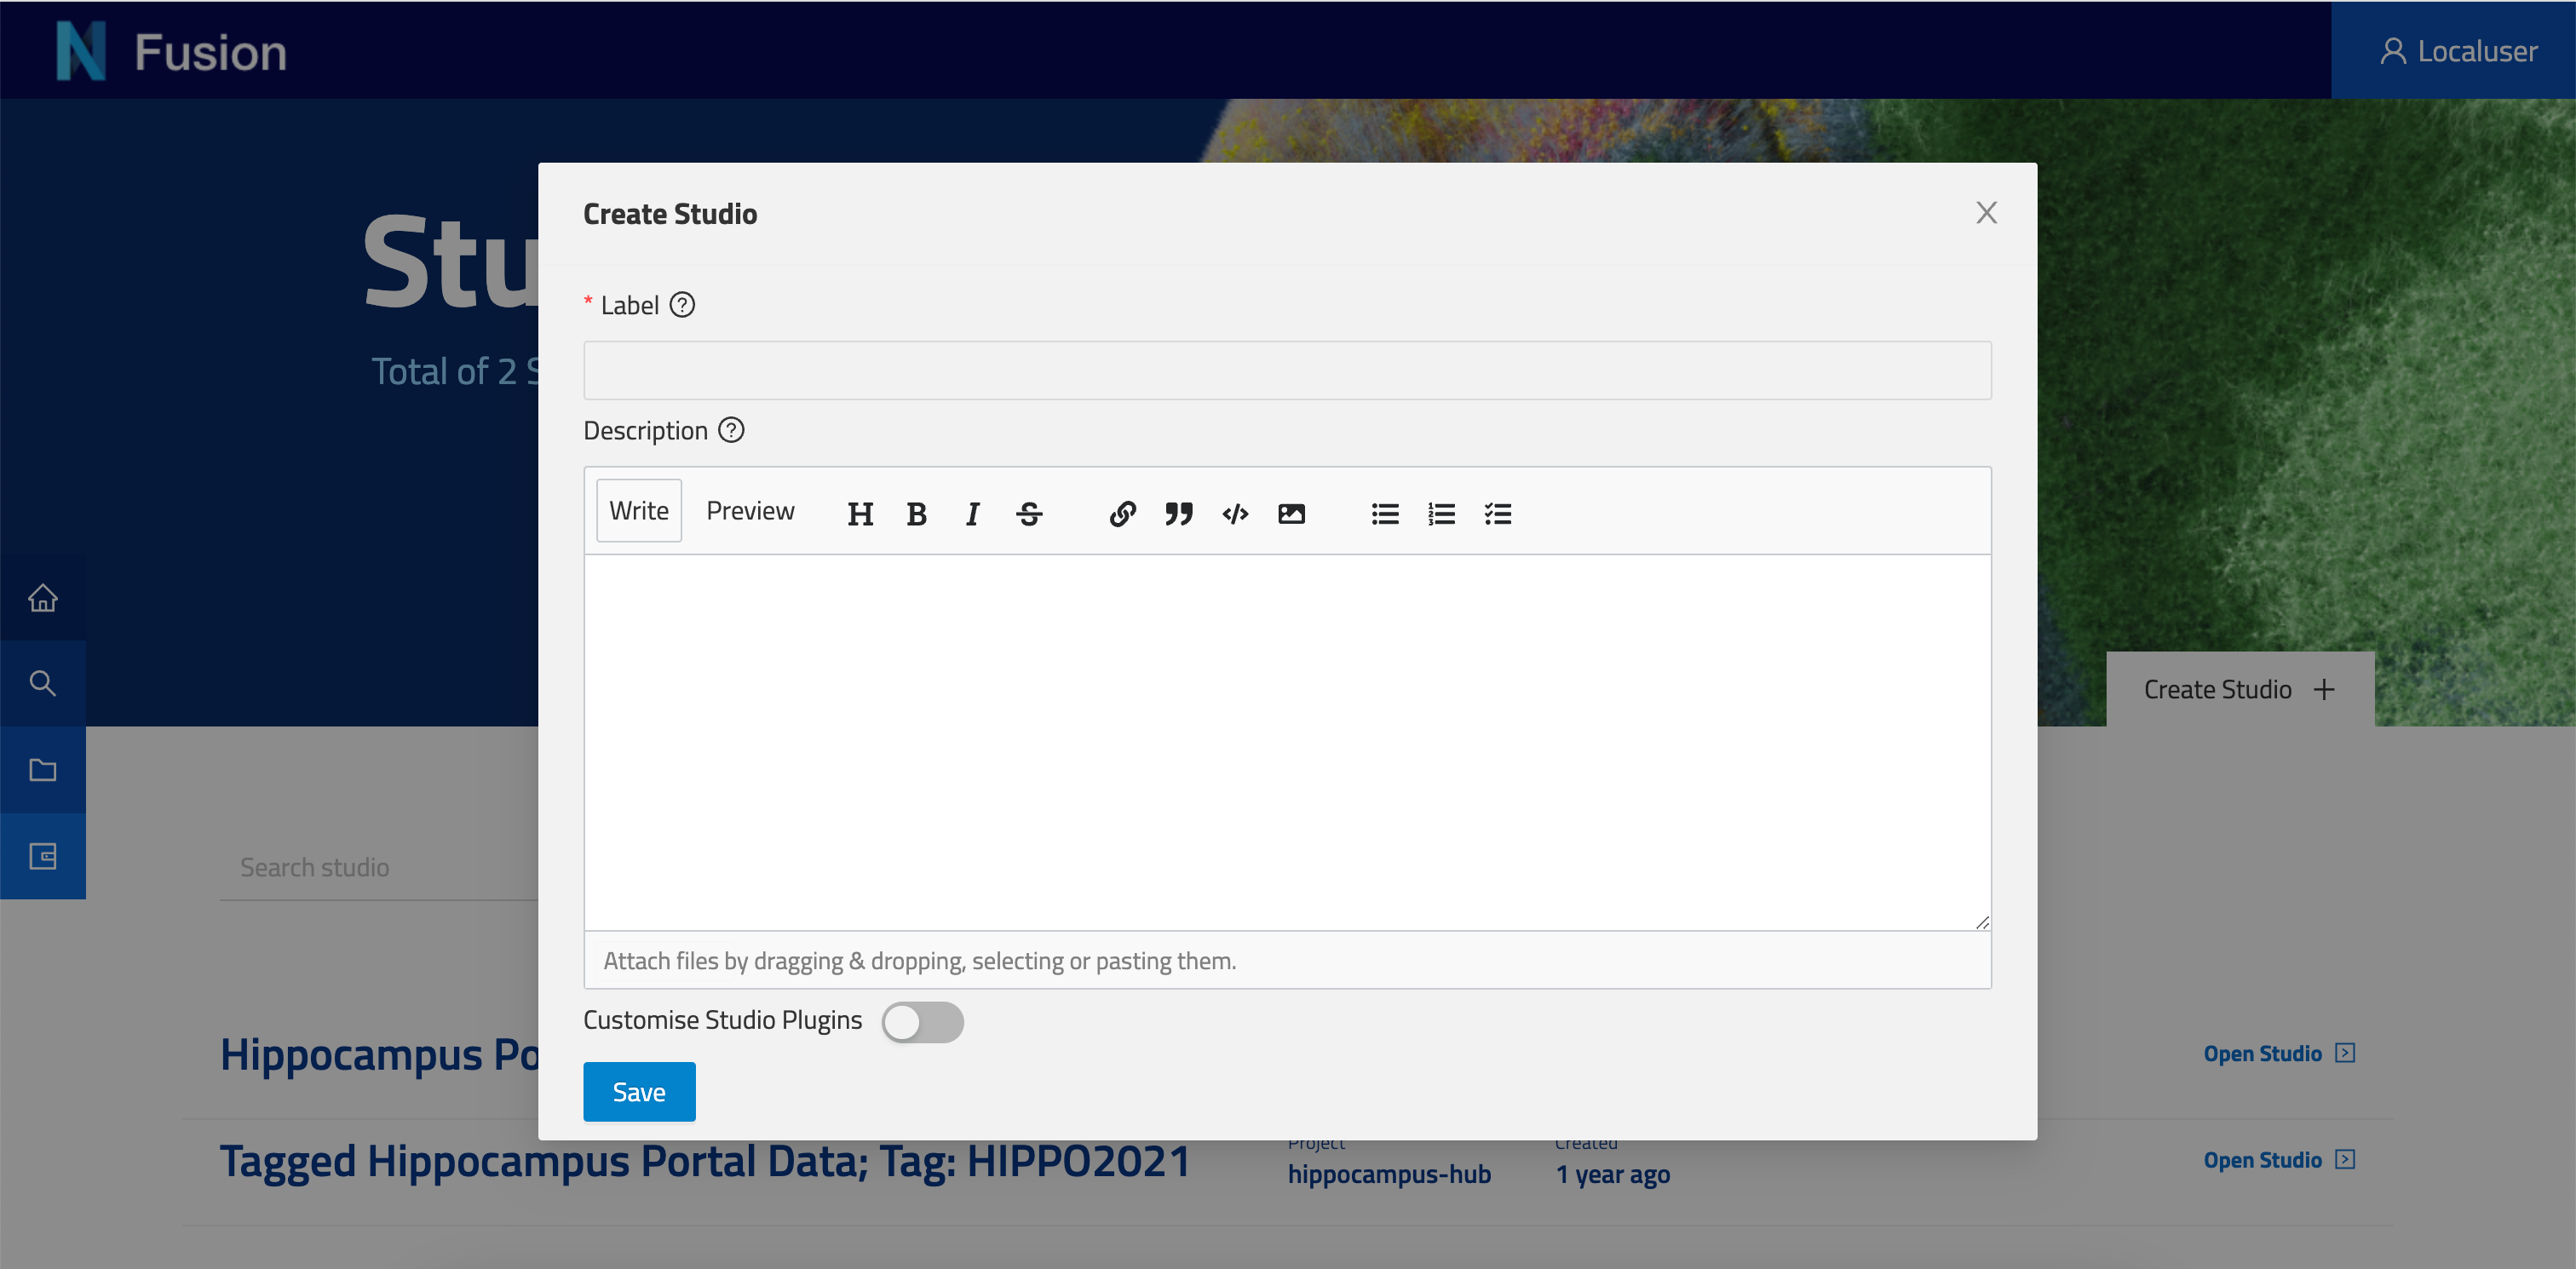 Fusion
Localuser
Stu
Total of 2 S
Create Studio
* Label
Description
Write Preview
Attach files by dragging & dropping, selecting or pasting them.
Customise Studio Plugins
Save
Create Studio +
Search studio
Hippocampus Po
Open Studio
Tagged Hippocampus Portal Data; Tag: HIPPO2021
Project
hippocampus-hub
Created
1 year ago
Open Studio